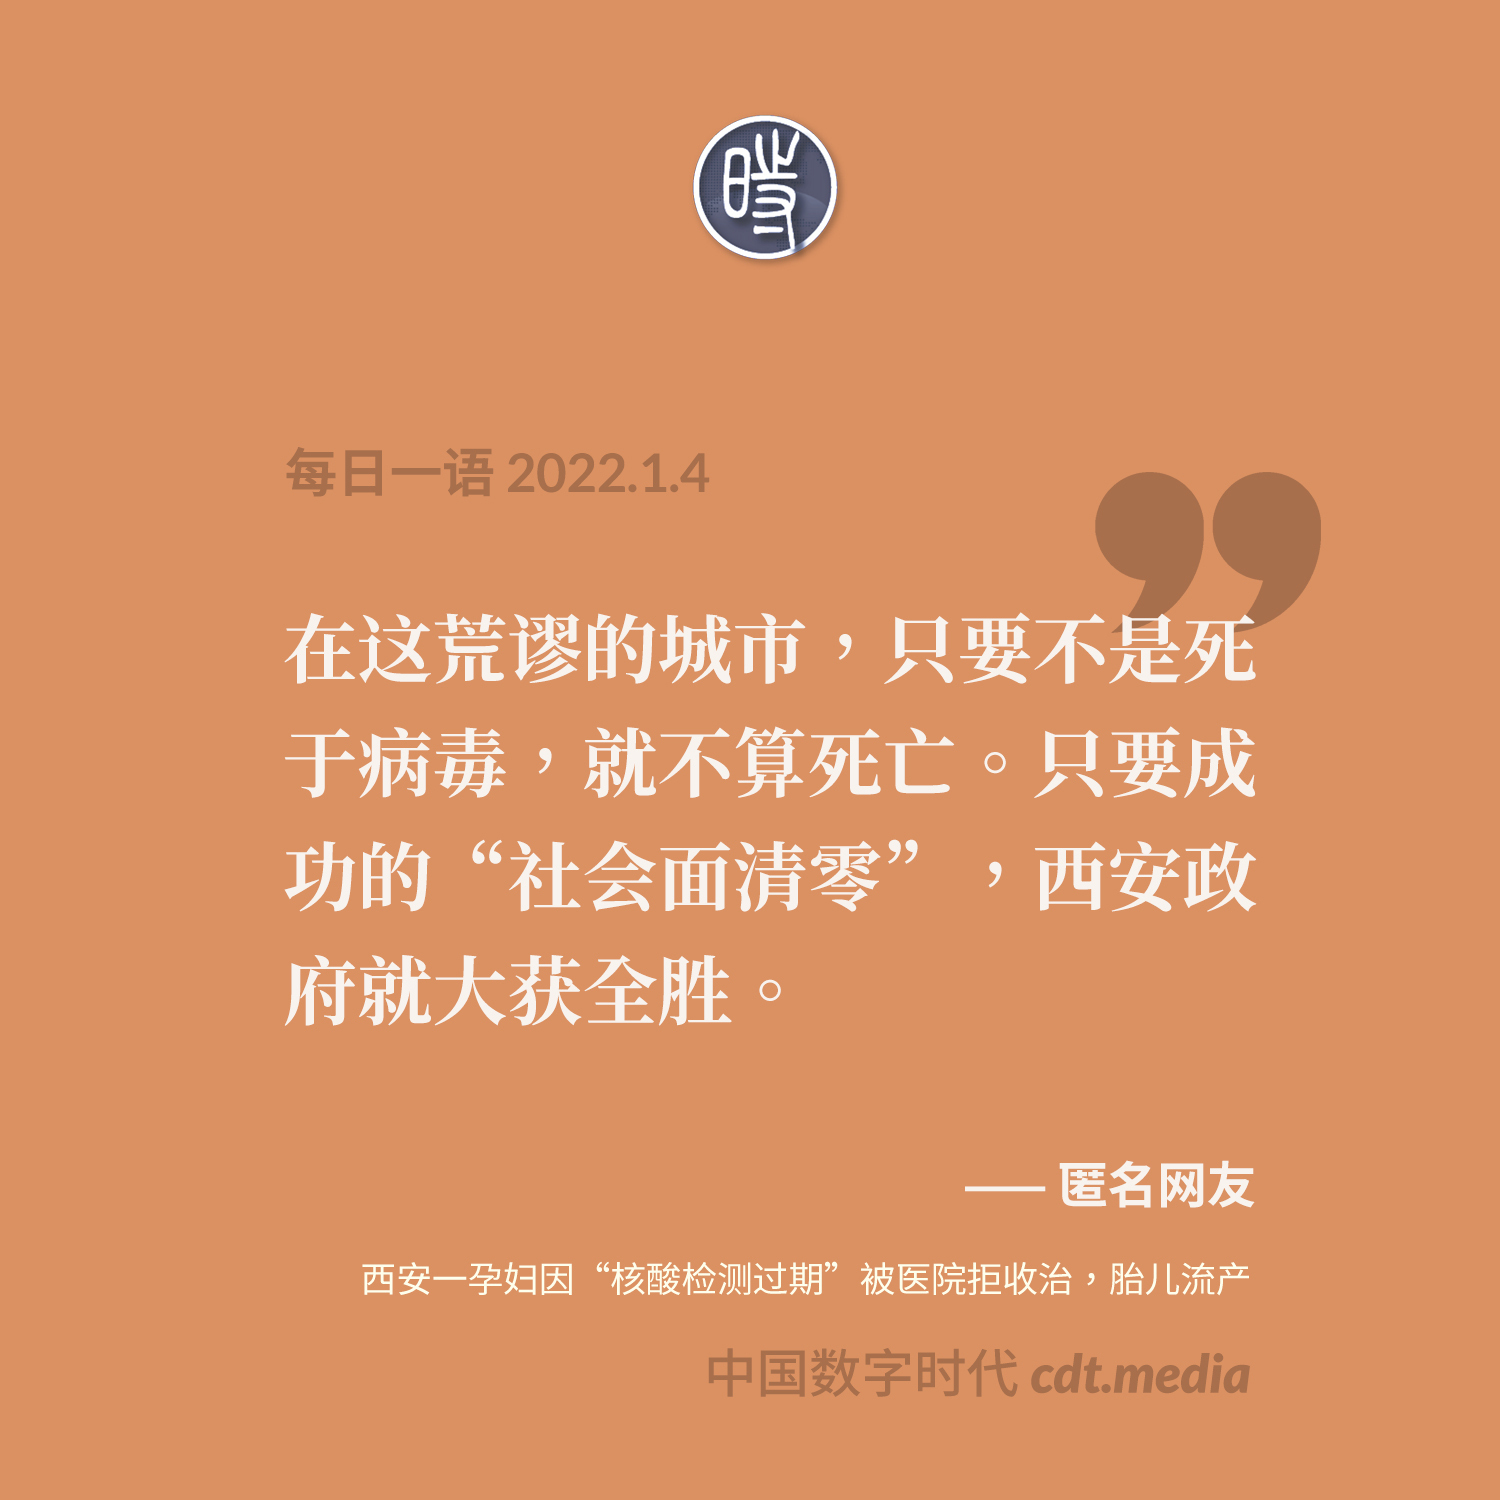 時
每日一语 2022.1.4
在这荒谬的城市，只要不是死
于病毒，就不算死亡。只要成
功的“社会面清零”，西安政
府就大获全胜。
—— 匿名网友
西安一孕妇因“核酸检测过期”被医院拒收治，胎儿流产
中国数字时代 cdt.media